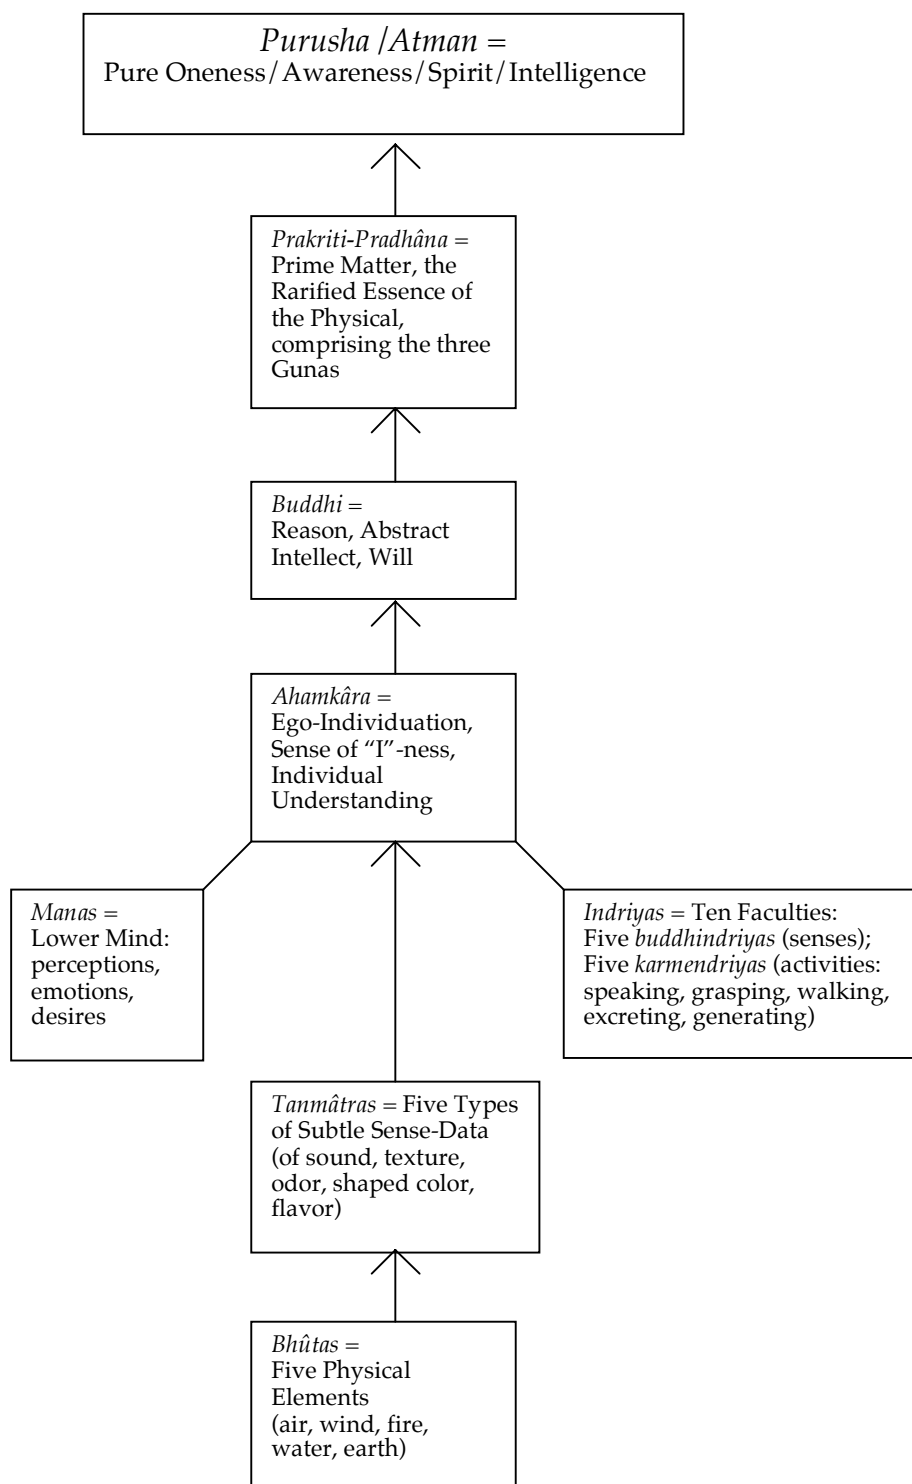 Purusha /Atman =
Pure Oneness/Awareness/Spirit/Intelligence
Prakriti-Pradhâna =
Prime Matter, the
Rarified Essence of
the Physical,
comprising the three
Gunas
Buddhi =
Reason, Abstract
Intellect, Will
Ahamkâra =
Ego-Individuation,
Sense of “I”-ness,
Individual
Understanding
Manas =
Lower Mind:
perceptions,
emotions,
desires
Indriyas = Ten Faculties:
Five buddhindriyas (senses);
Five karmendriyas (activities:
speaking, grasping, walking,
excreting, generating)
Tanmâtras = Five Types
of Subtle Sense-Data
(of sound, texture,
odor, shaped color,
flavor)
Bhûtas =
Five Physical
Elements
(air, wind, fire,
water, earth)